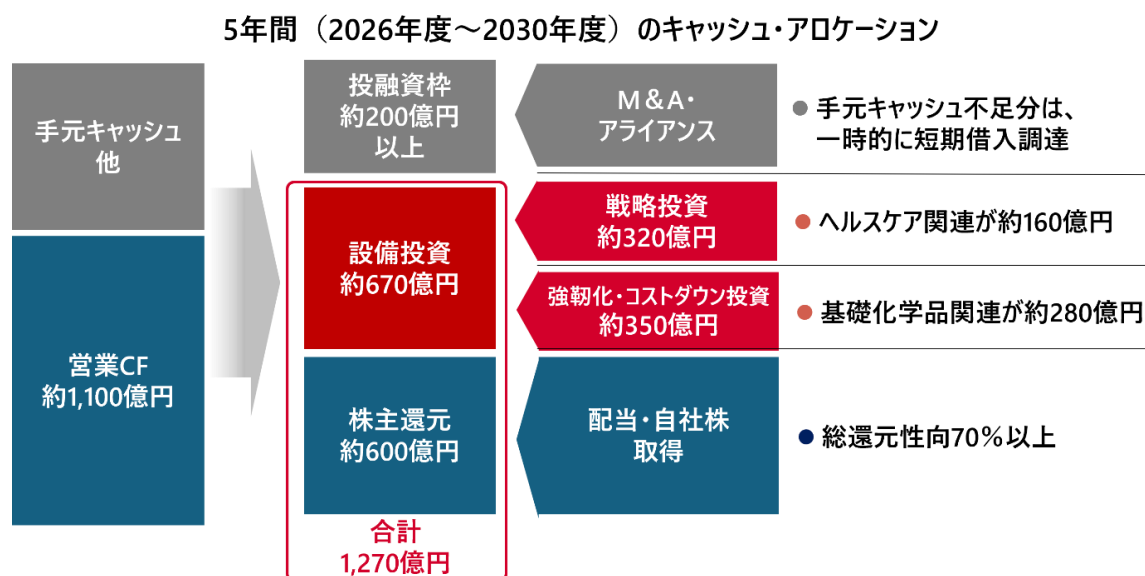 5年間（2026年度～2030年度）のキャッシュ・アロケーション
手元キャッシュ
他
営業CF
約1,100億円
投融資枠
約200億円
以上
設備投資
約670億円
株主還元
約600億円
合計
1,270億円
M＆A・
アライアンス
戦略投資
約320億円
強靭化・コストダウン投資
約350億円
配当・自社株
取得
●手元キャッシュ不足分は、
一時的に短期借入調達
●ヘルスケア関連が約160億円
●基礎化学品関連が約280億円
●総還元性向70％以上